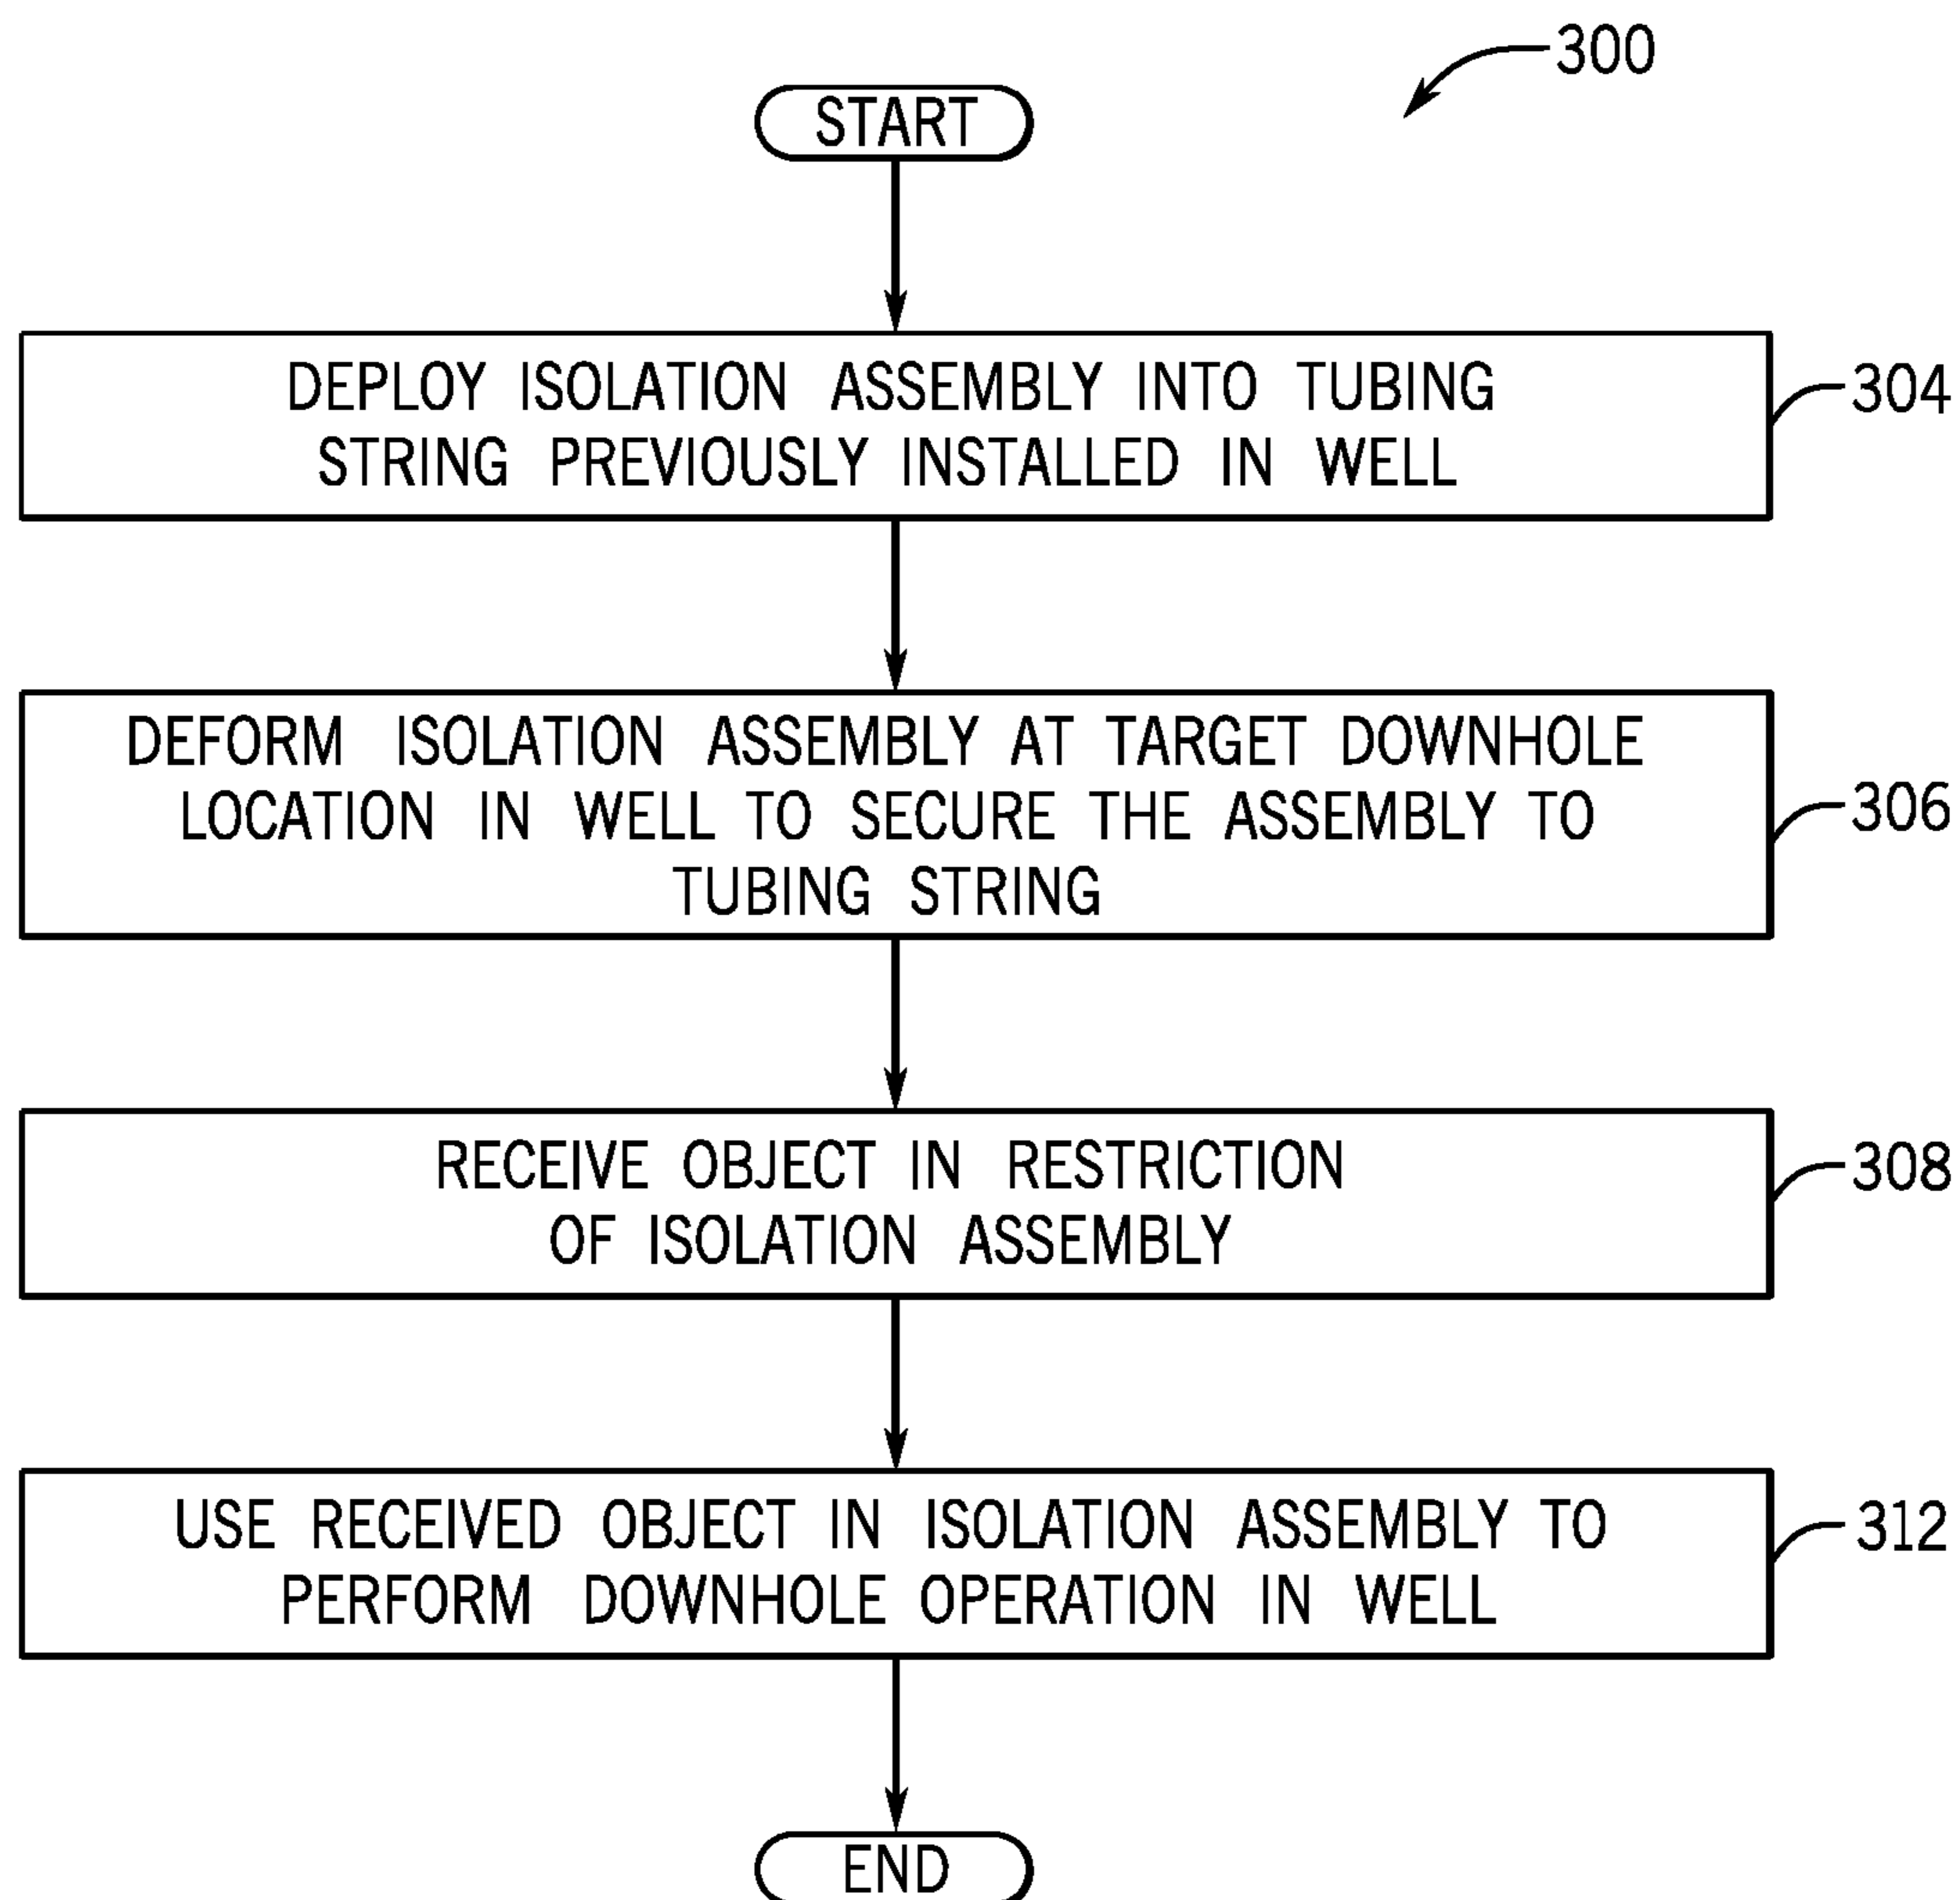 300
START
DEPLOY ISOLATION ASSEMBLY INTO TUBING
STRING PREVIOUSLY INSTALLED IN WELL
304
DEFORM ISOLATION ASSEMBLY AT TARGET DOWNHOLE
LOCATION IN WELL TO SECURE THE ASSEMBLY TO
TUBING STRING
306
RECEIVE OBJECT IN RESTRICTION
OF ISOLATION ASSEMBLY
308
USE RECEIVED OBJECT IN ISOLATION ASSEMBLY TO
PERFORM DOWNHOLE OPERATION IN WELL
312
END